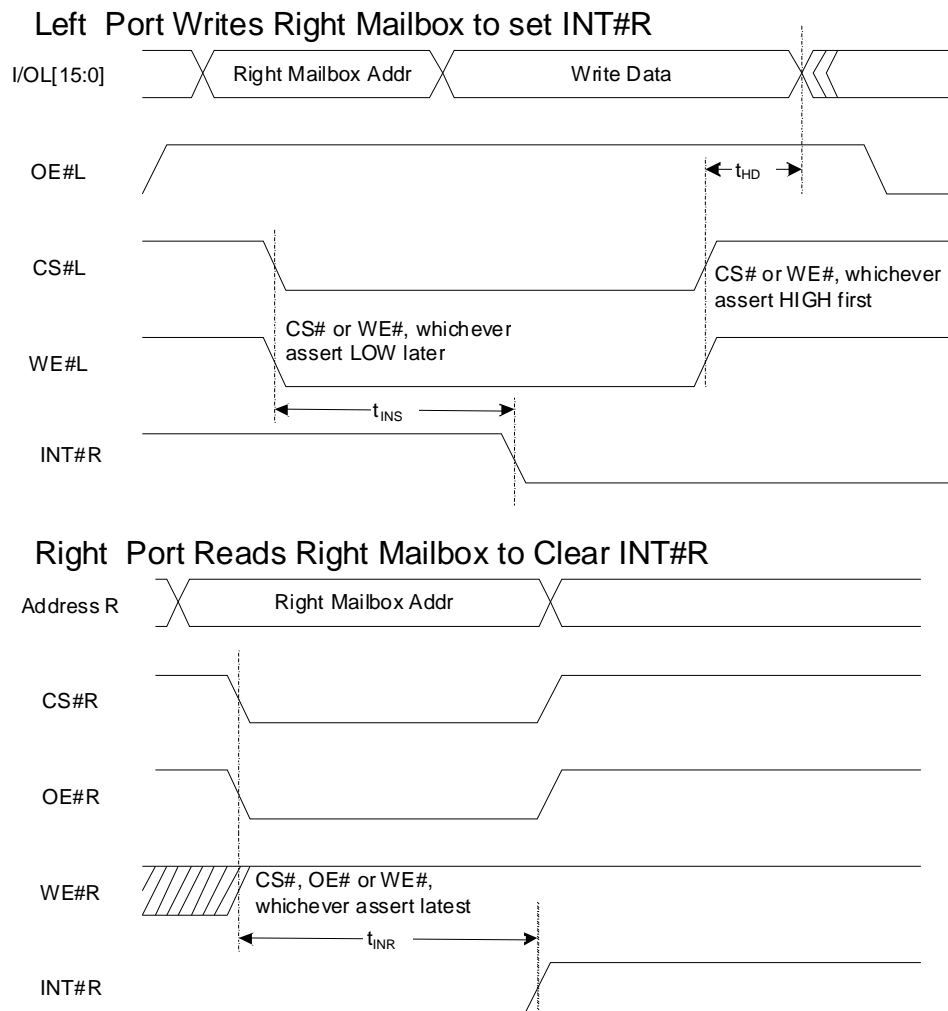 Left Port Writes Right Mailbox to set INT#R
I/OL[15:0]
Right Mailbox Addr
Write Data
OE#L
tHD
CS#L
CS# or WE#, whichever
assert HIGH first
CS# or WE#, whichever
assert LOW later
WE#L
tINS
INT#R
Right Port Reads Right Mailbox to Clear INT#R
Address R
Right Mailbox Addr
CS#R
OE#R
WE#R
CS#, OE# or WE#,
whichever assert latest
tINR
INT#R